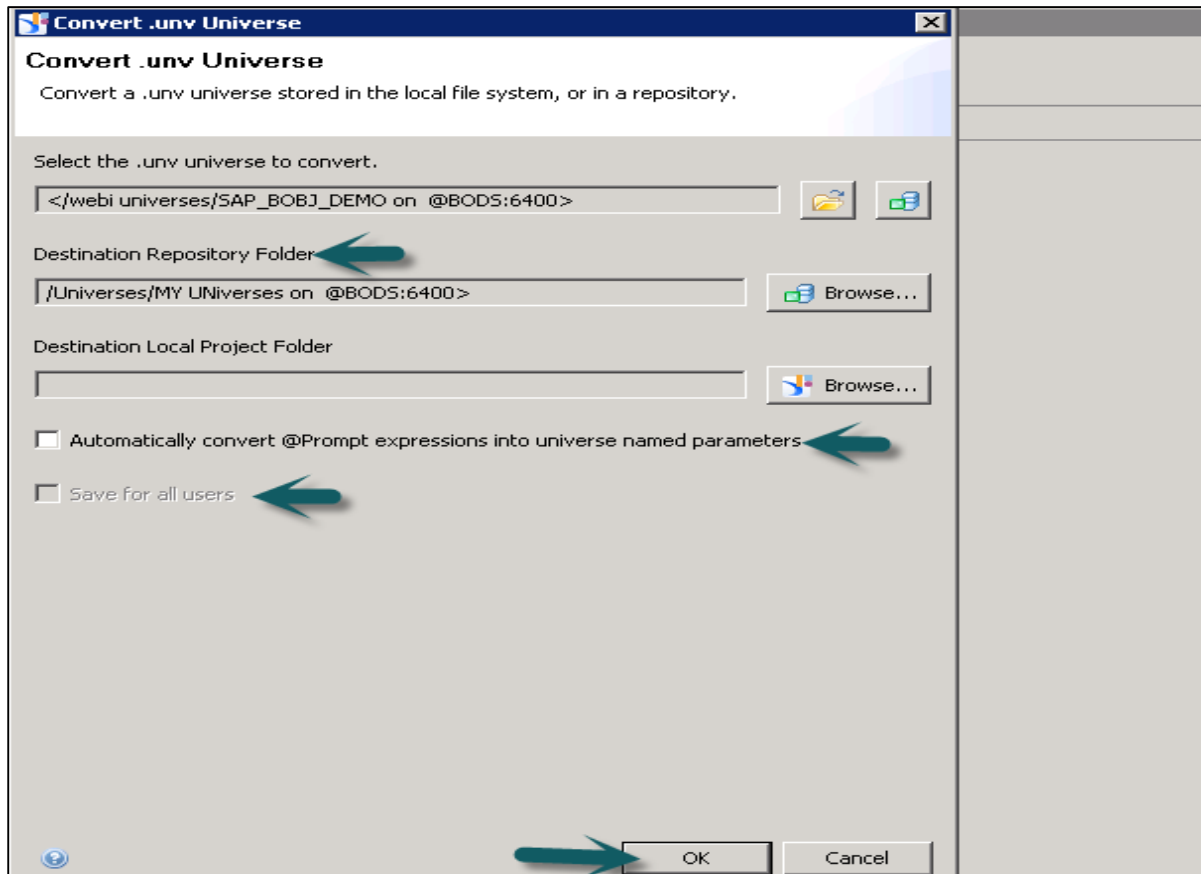 Convert .unv Universe
Convert .unv Universe
Convert a .unv universe stored in the local file system, or in a repository.
Select the .unv universe to convert.
</webi universes/SAP_BOBJ_DEMO on @BODS:6400>
Destination Repository Folder
/Universes/MY UNiverses on @BODS:6400>
Browse...
Destination Local Project Folder
Browse...
Automatically convert @Prompt expressions into universe named parameters
Save for all users
OK
Cancel